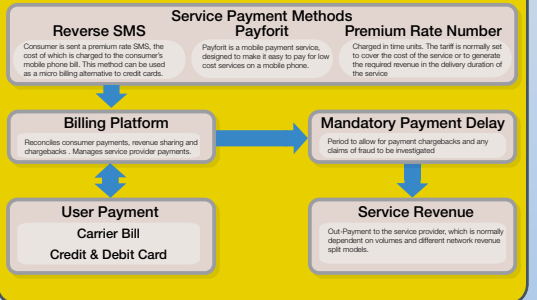 Service Payment Methods
Reverse SMS
Consumer is sent a premium rate SMS, the
cost of which is charged to the consumer's
mobile phone bill. This method can be used
as a micro billing alternative to credit cards.
Payforit
Payforit is a mobile payment service,
designed to make it easy to pay for low
cost services on a mobile phone.
Premium Rate Number
Charged in time units. The tariff is normally set
to cover the cost of the service or to generate
the required revenue in the delivery duration of
the service
Billing Platform
Reconciles consumer payments, revenue sharing and
chargebacks . Manages service provider payments.
Mandatory Payment Delay
Period to allow for payment chargebacks and any
claims of fraud to be investigated
User Payment
Carrier Bill
Credit & Debit Card
Service Revenue
Out-Payment to the service provider, which is normally
dependent on volumes and different network revenue
split models.